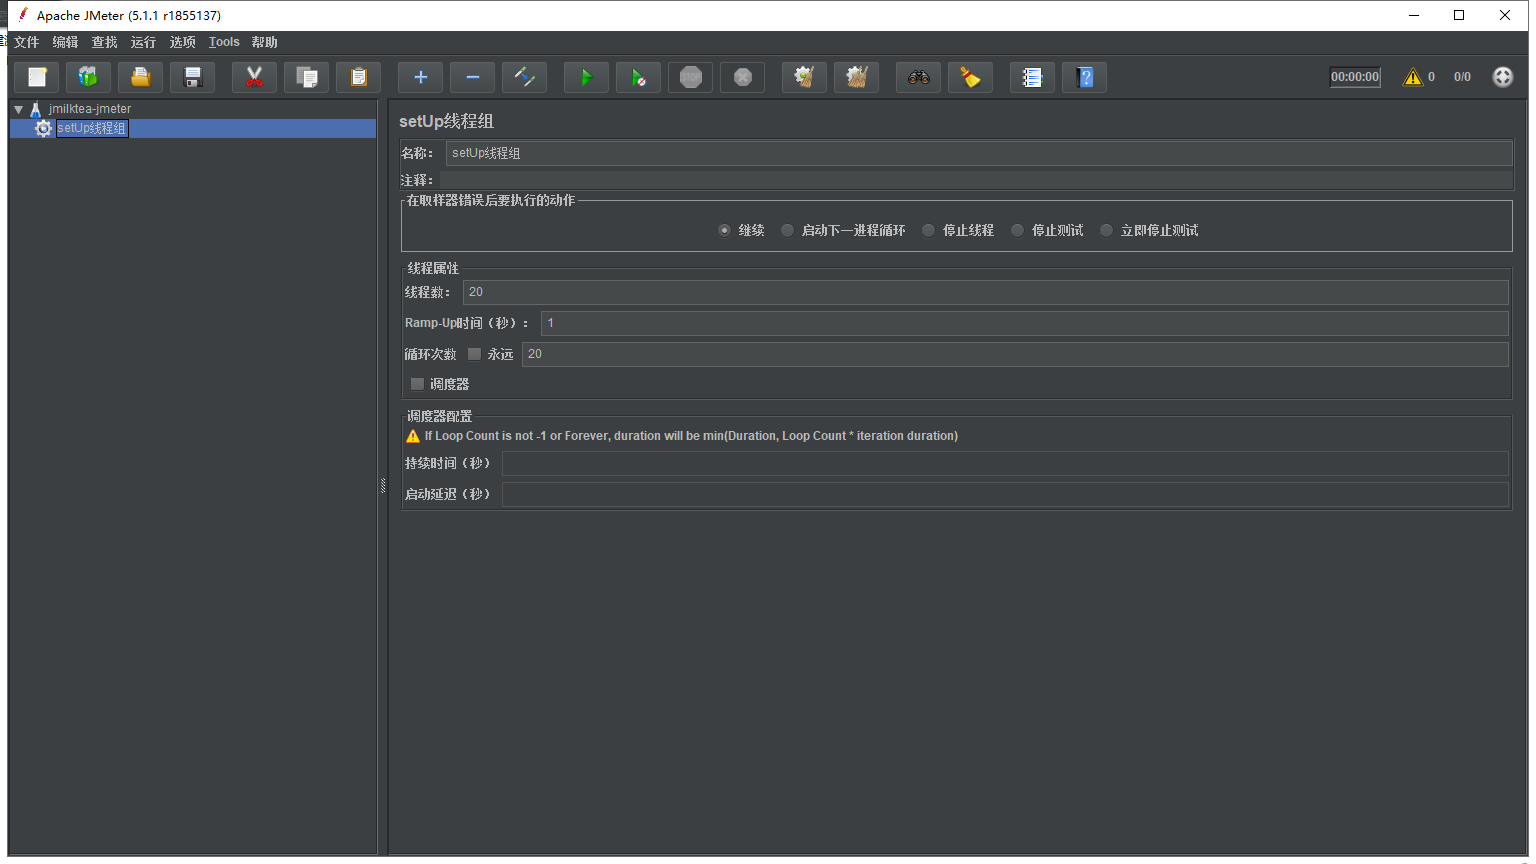 Apache JMeter (5.1.1 r1855137)
文件 编辑 查找 运行 选项 Tools 帮助
STOP
00:00:00 0 0/0
jmilktea-jmeter
setUp线程组
setUp线程组
名称： setUp线程组
注释：
在取样器错误后要执行的动作
继续 启动下一进程循环 停止线程 停止测试 立即停止测试
线程属性
线程数： 20
Ramp-Up时间（秒）： 1
循环次数 永远 20
调度器
调度器配置
If Loop Count is not -1 or Forever, duration will be min(Duration, Loop Count * iteration duration)
持续时间（秒）
启动延迟（秒）